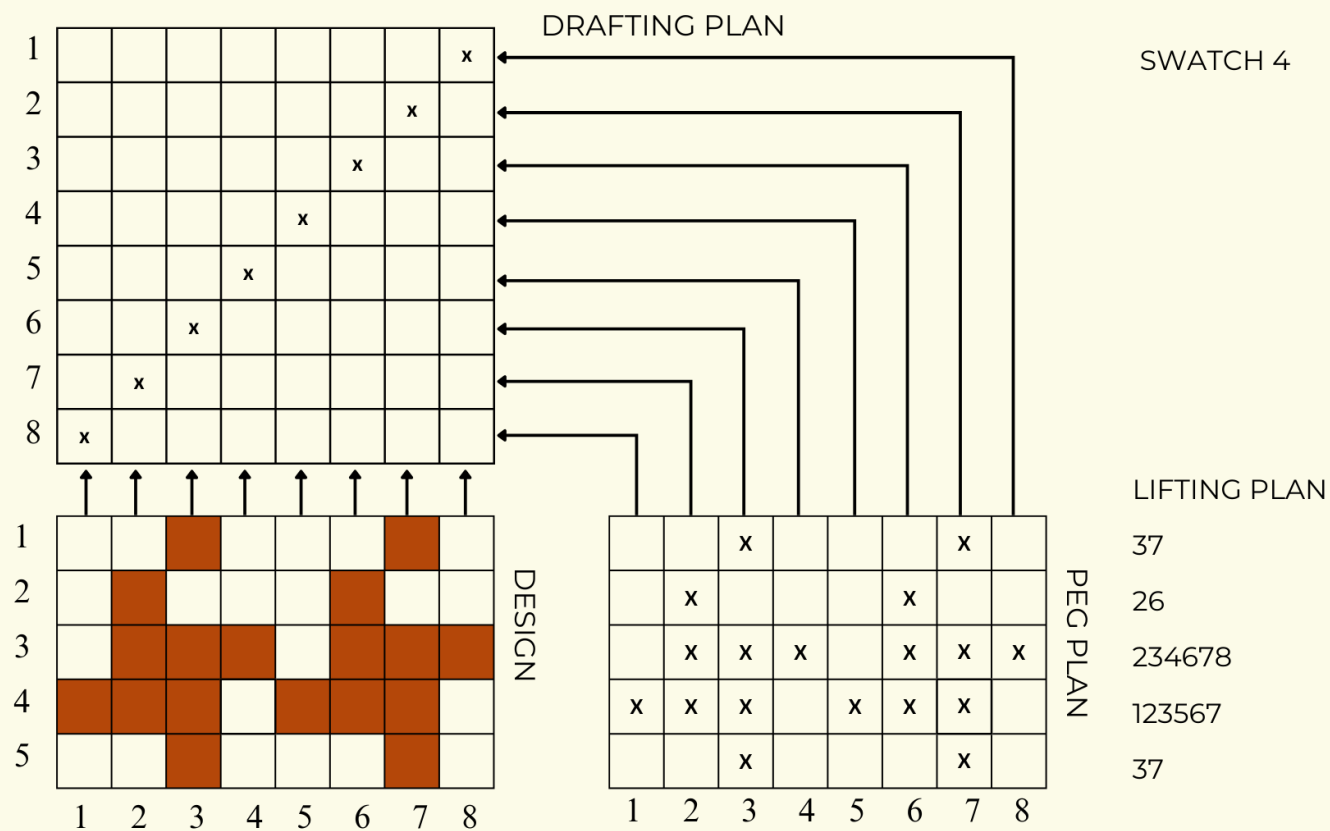 DRAFTING PLAN
SWATCH 4
1 x
2 x
3 x
4 x
5 x
6 x
7 x
8 x
LIFTING PLAN
1 X X 37
2 X X 26
3 X X X X X X 234678
4 X X X X X X 123567
5 X X 37
DESIGN
PEG PLAN
1 2 3 4 5 6 7 8
1 2 3 4 5 6 7 8